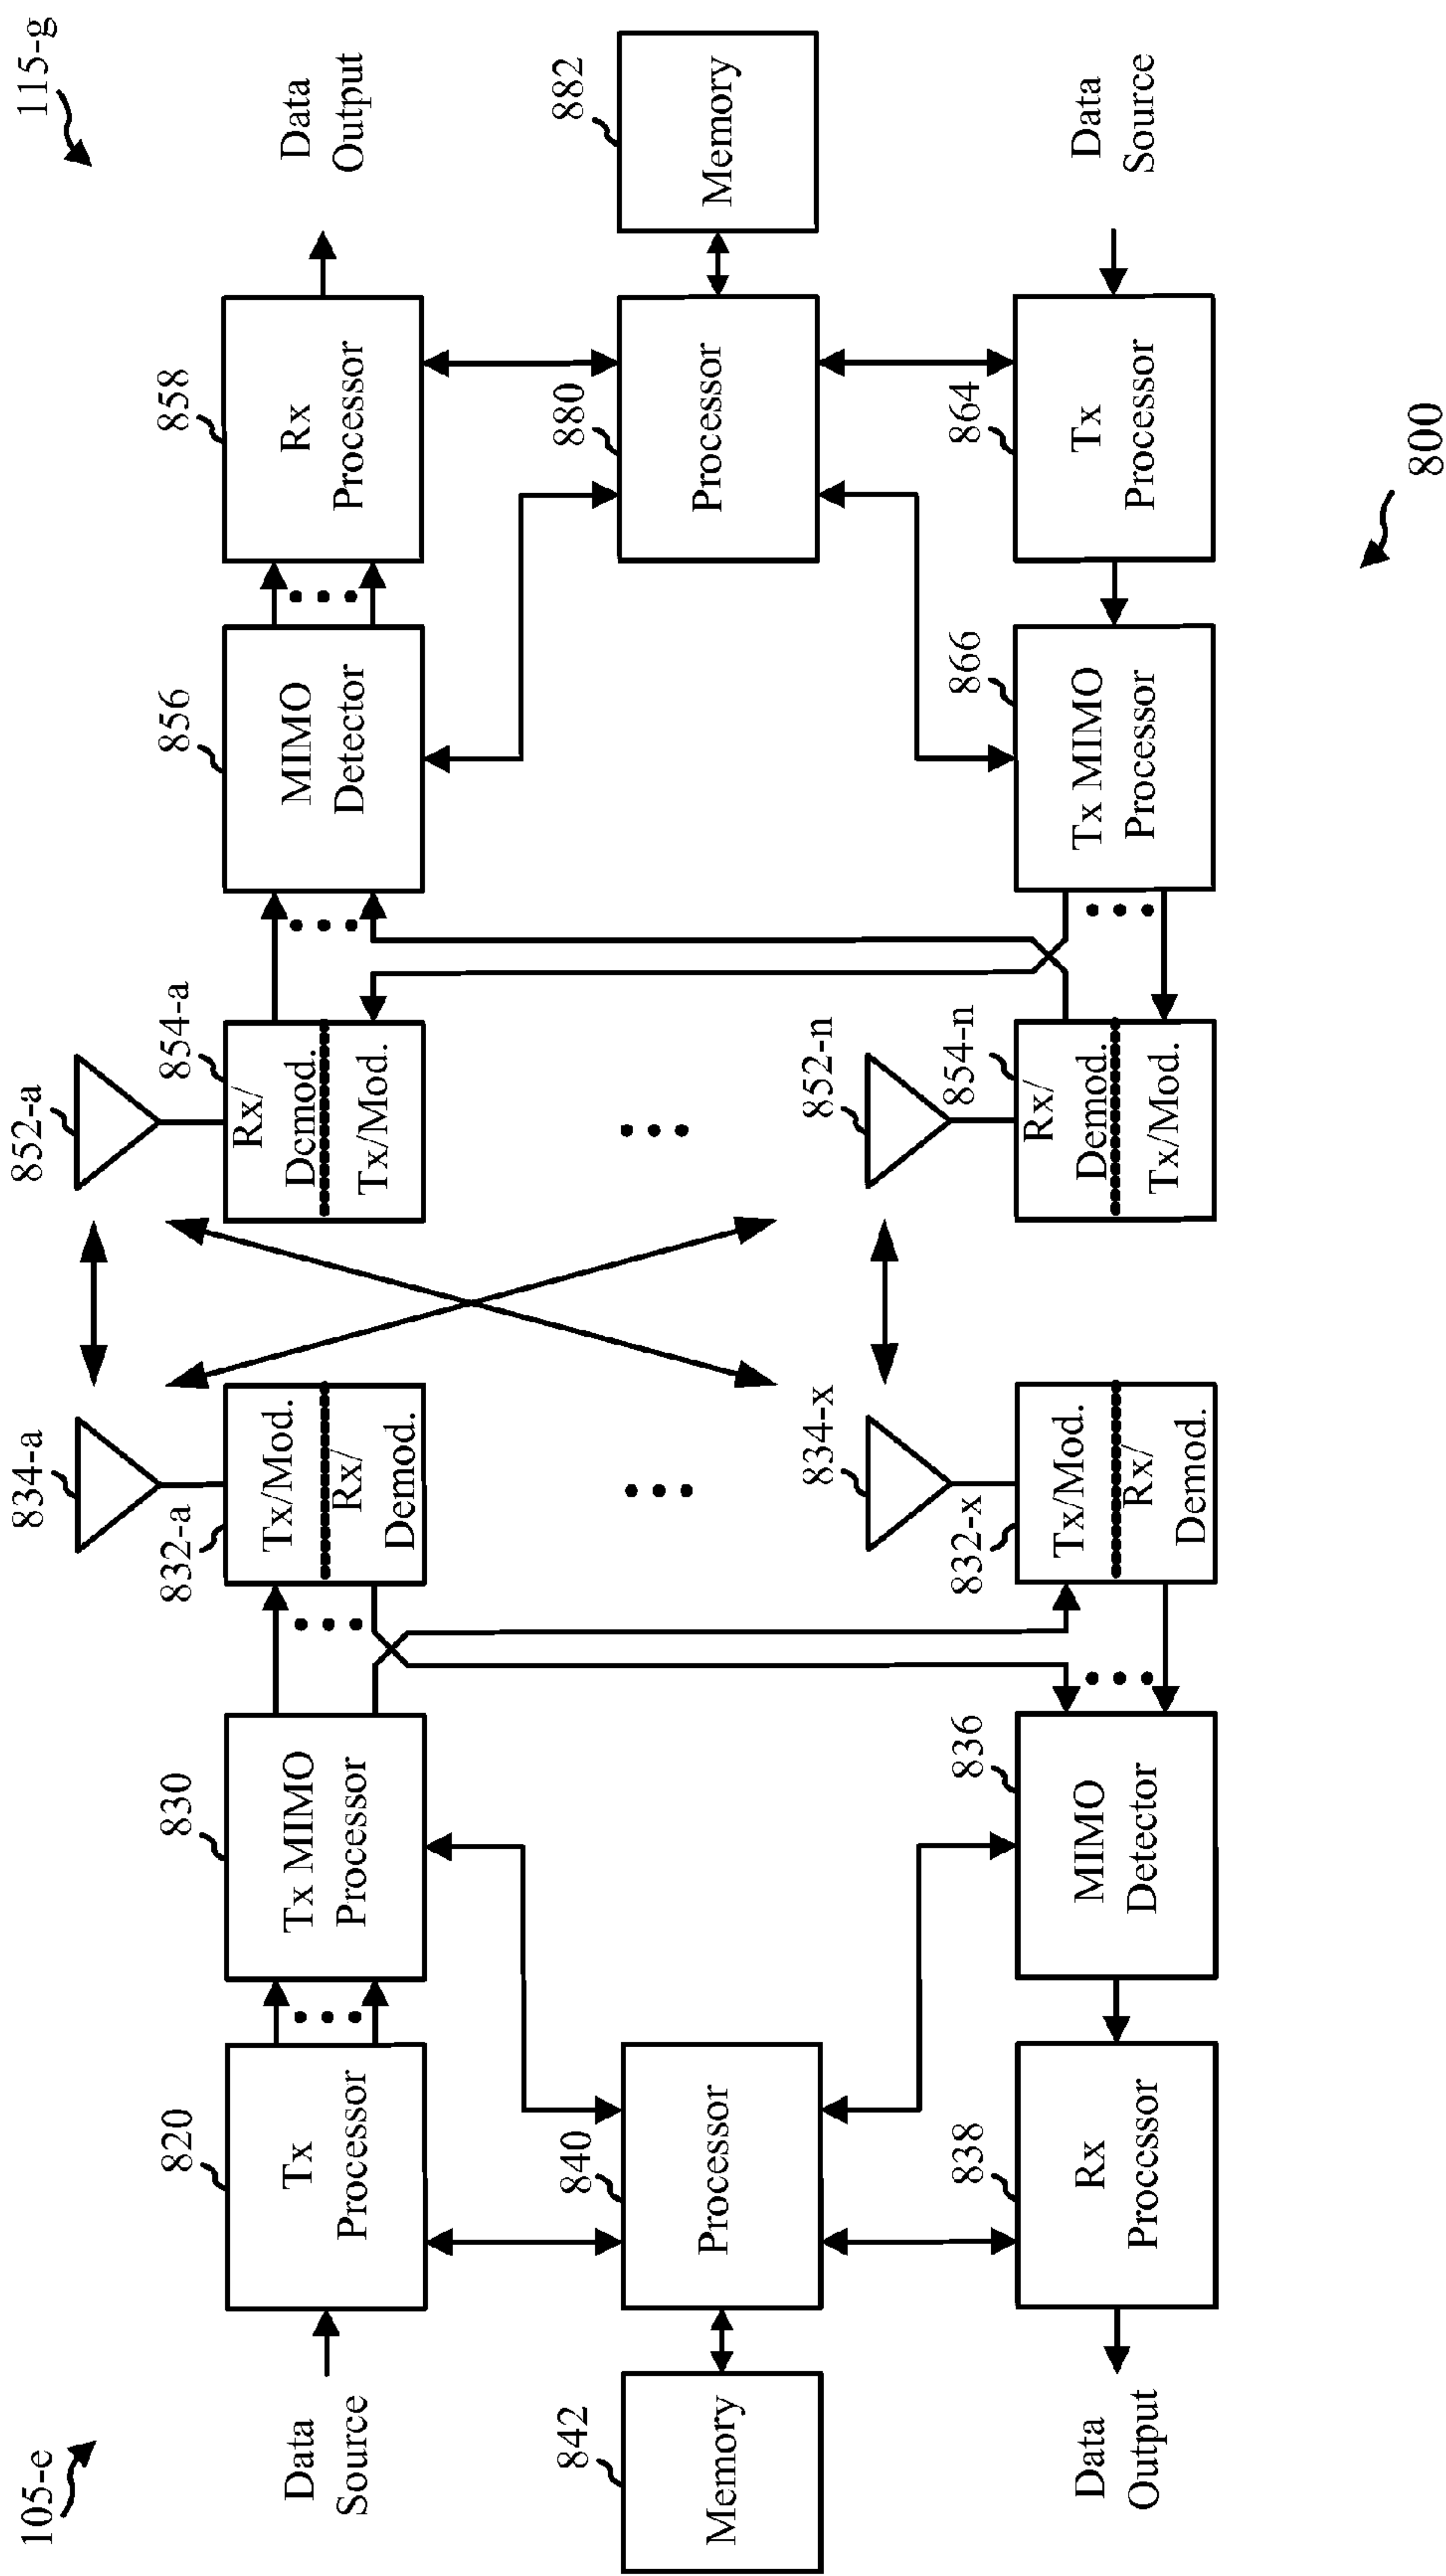 105-e
115-g
Data
Source
820
Tx
Processor
830
Tx MIMO
Processor
834-a
832-a
Tx/Mod.
Rx/
Demod.
852-a
854-a
Rx/
Demod.
Tx/Mod.
856
MIMO
Detector
858
Rx
Processor
Data
Output
842
Memory
840
Processor
880
Processor
882
Memory
Data
Output
838
Rx
Processor
836
MIMO
Detector
834-x
832-x
Tx/Mod.
Rx/
Demod.
852-n
854-n
Rx/
Demod.
Tx/Mod.
866
Tx MIMO
Processor
864
Tx
Processor
Data
Source
800